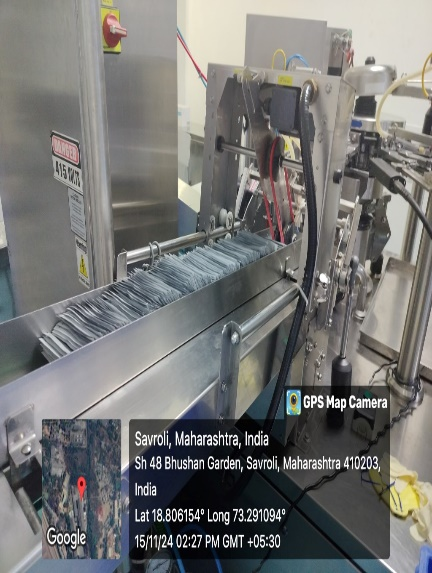 DANGER
415 VOLTS
GPS Map Camera
Savroli, Maharashtra, India
Sh 48 Bhushan Garden, Savroli, Maharashtra 410203,
India
Lat 18.806154° Long 73.291094°
15/11/24 02:27 PM GMT +05:30
Google